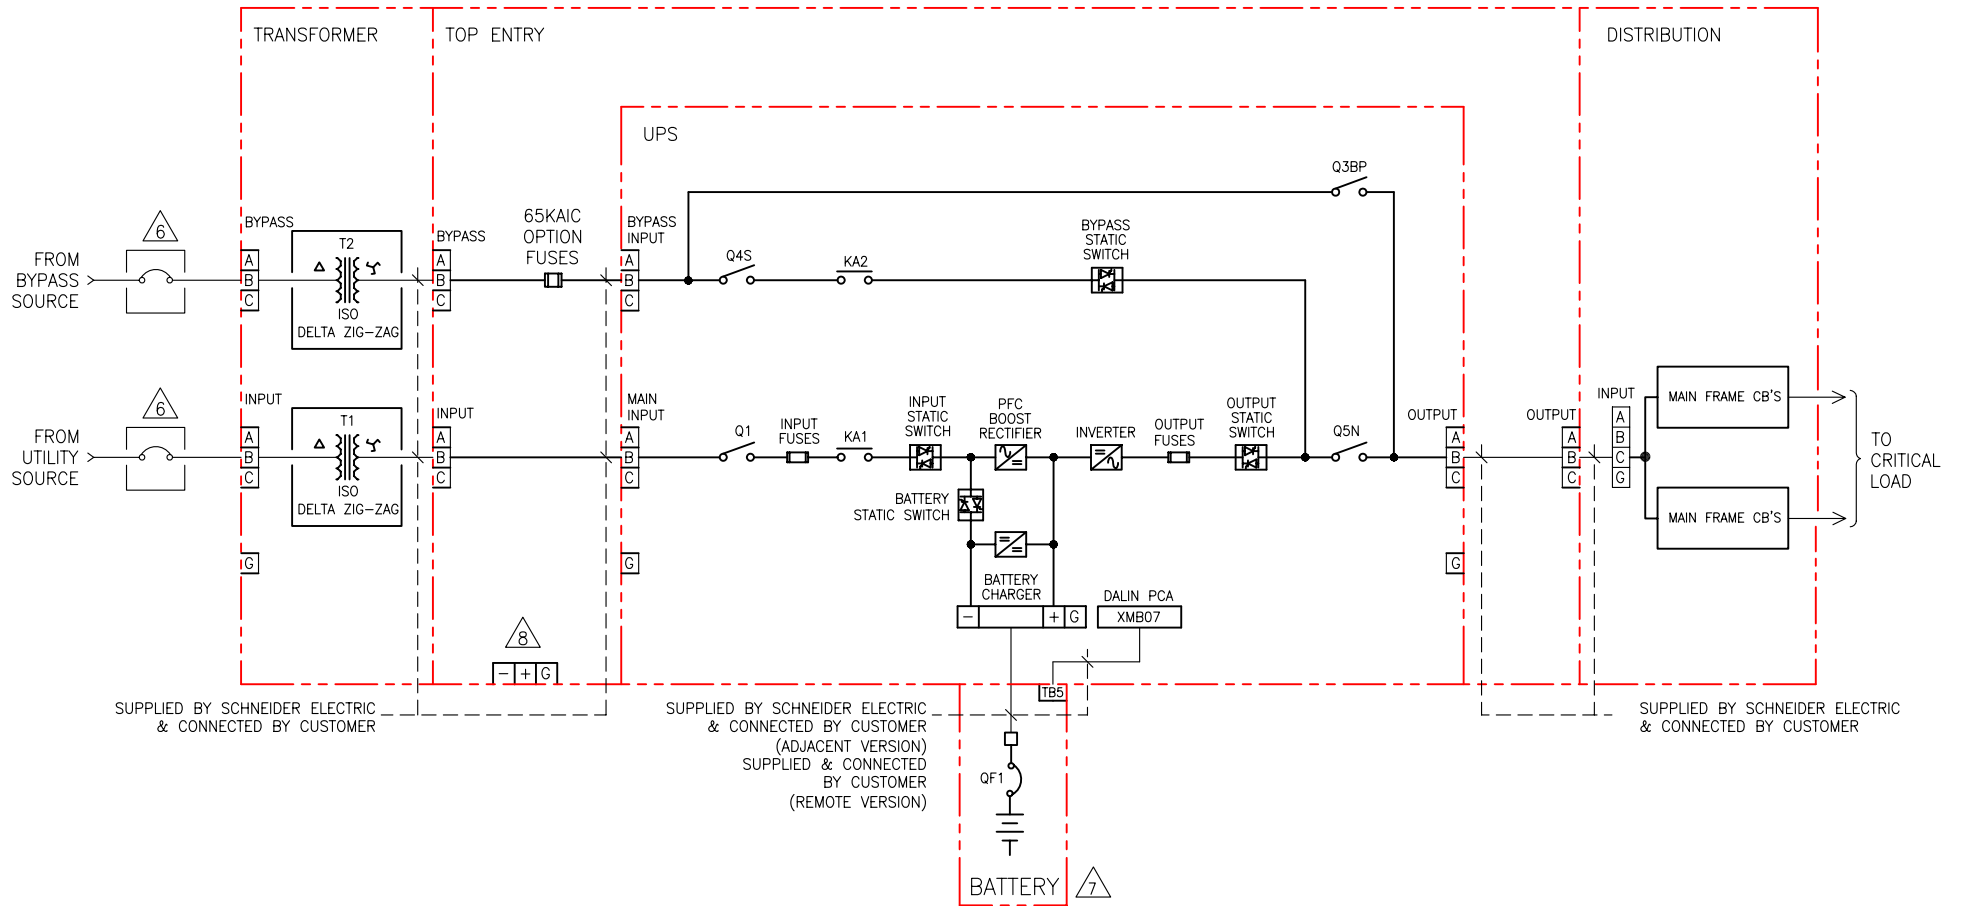 TRANSFORMER
TOP ENTRY
DISTRIBUTION
UPS
Q3BP
6
BYPASS
T2
ISO
DELTA ZIG-ZAG
BYPASS
65KAIC
OPTION
FUSES
BYPASS
INPUT
Q4S
KA2
BYPASS
STATIC
SWITCH
FROM
BYPASS
SOURCE
A
B
C
A
B
C
A
B
C
6
INPUT
T1
ISO
DELTA ZIG-ZAG
INPUT
MAIN
INPUT
Q1
INPUT
FUSES
KA1
INPUT
STATIC
SWITCH
PFC
BOOST
RECTIFIER
INVERTER
OUTPUT
FUSES
OUTPUT
STATIC
SWITCH
Q5N
OUTPUT
OUTPUT
INPUT
MAIN FRAME CB'S
MAIN FRAME CB'S
TO
CRITICAL
LOAD
FROM
UTILITY
SOURCE
A
B
C
A
B
C
A
B
C
A
B
C
A
B
C
A
B
C
G
BATTERY
STATIC SWITCH
G
G
G
BATTERY
CHARGER
- + G
DALIN PCA
XMB07
8
- + G
TB5
SUPPLIED BY SCHNEIDER ELECTRIC
& CONNECTED BY CUSTOMER
SUPPLIED BY SCHNEIDER ELECTRIC
& CONNECTED BY CUSTOMER
(ADJACENT VERSION)
SUPPLIED & CONNECTED
BY CUSTOMER
(REMOTE VERSION)
SUPPLIED BY SCHNEIDER ELECTRIC
& CONNECTED BY CUSTOMER
QF1
BATTERY
7